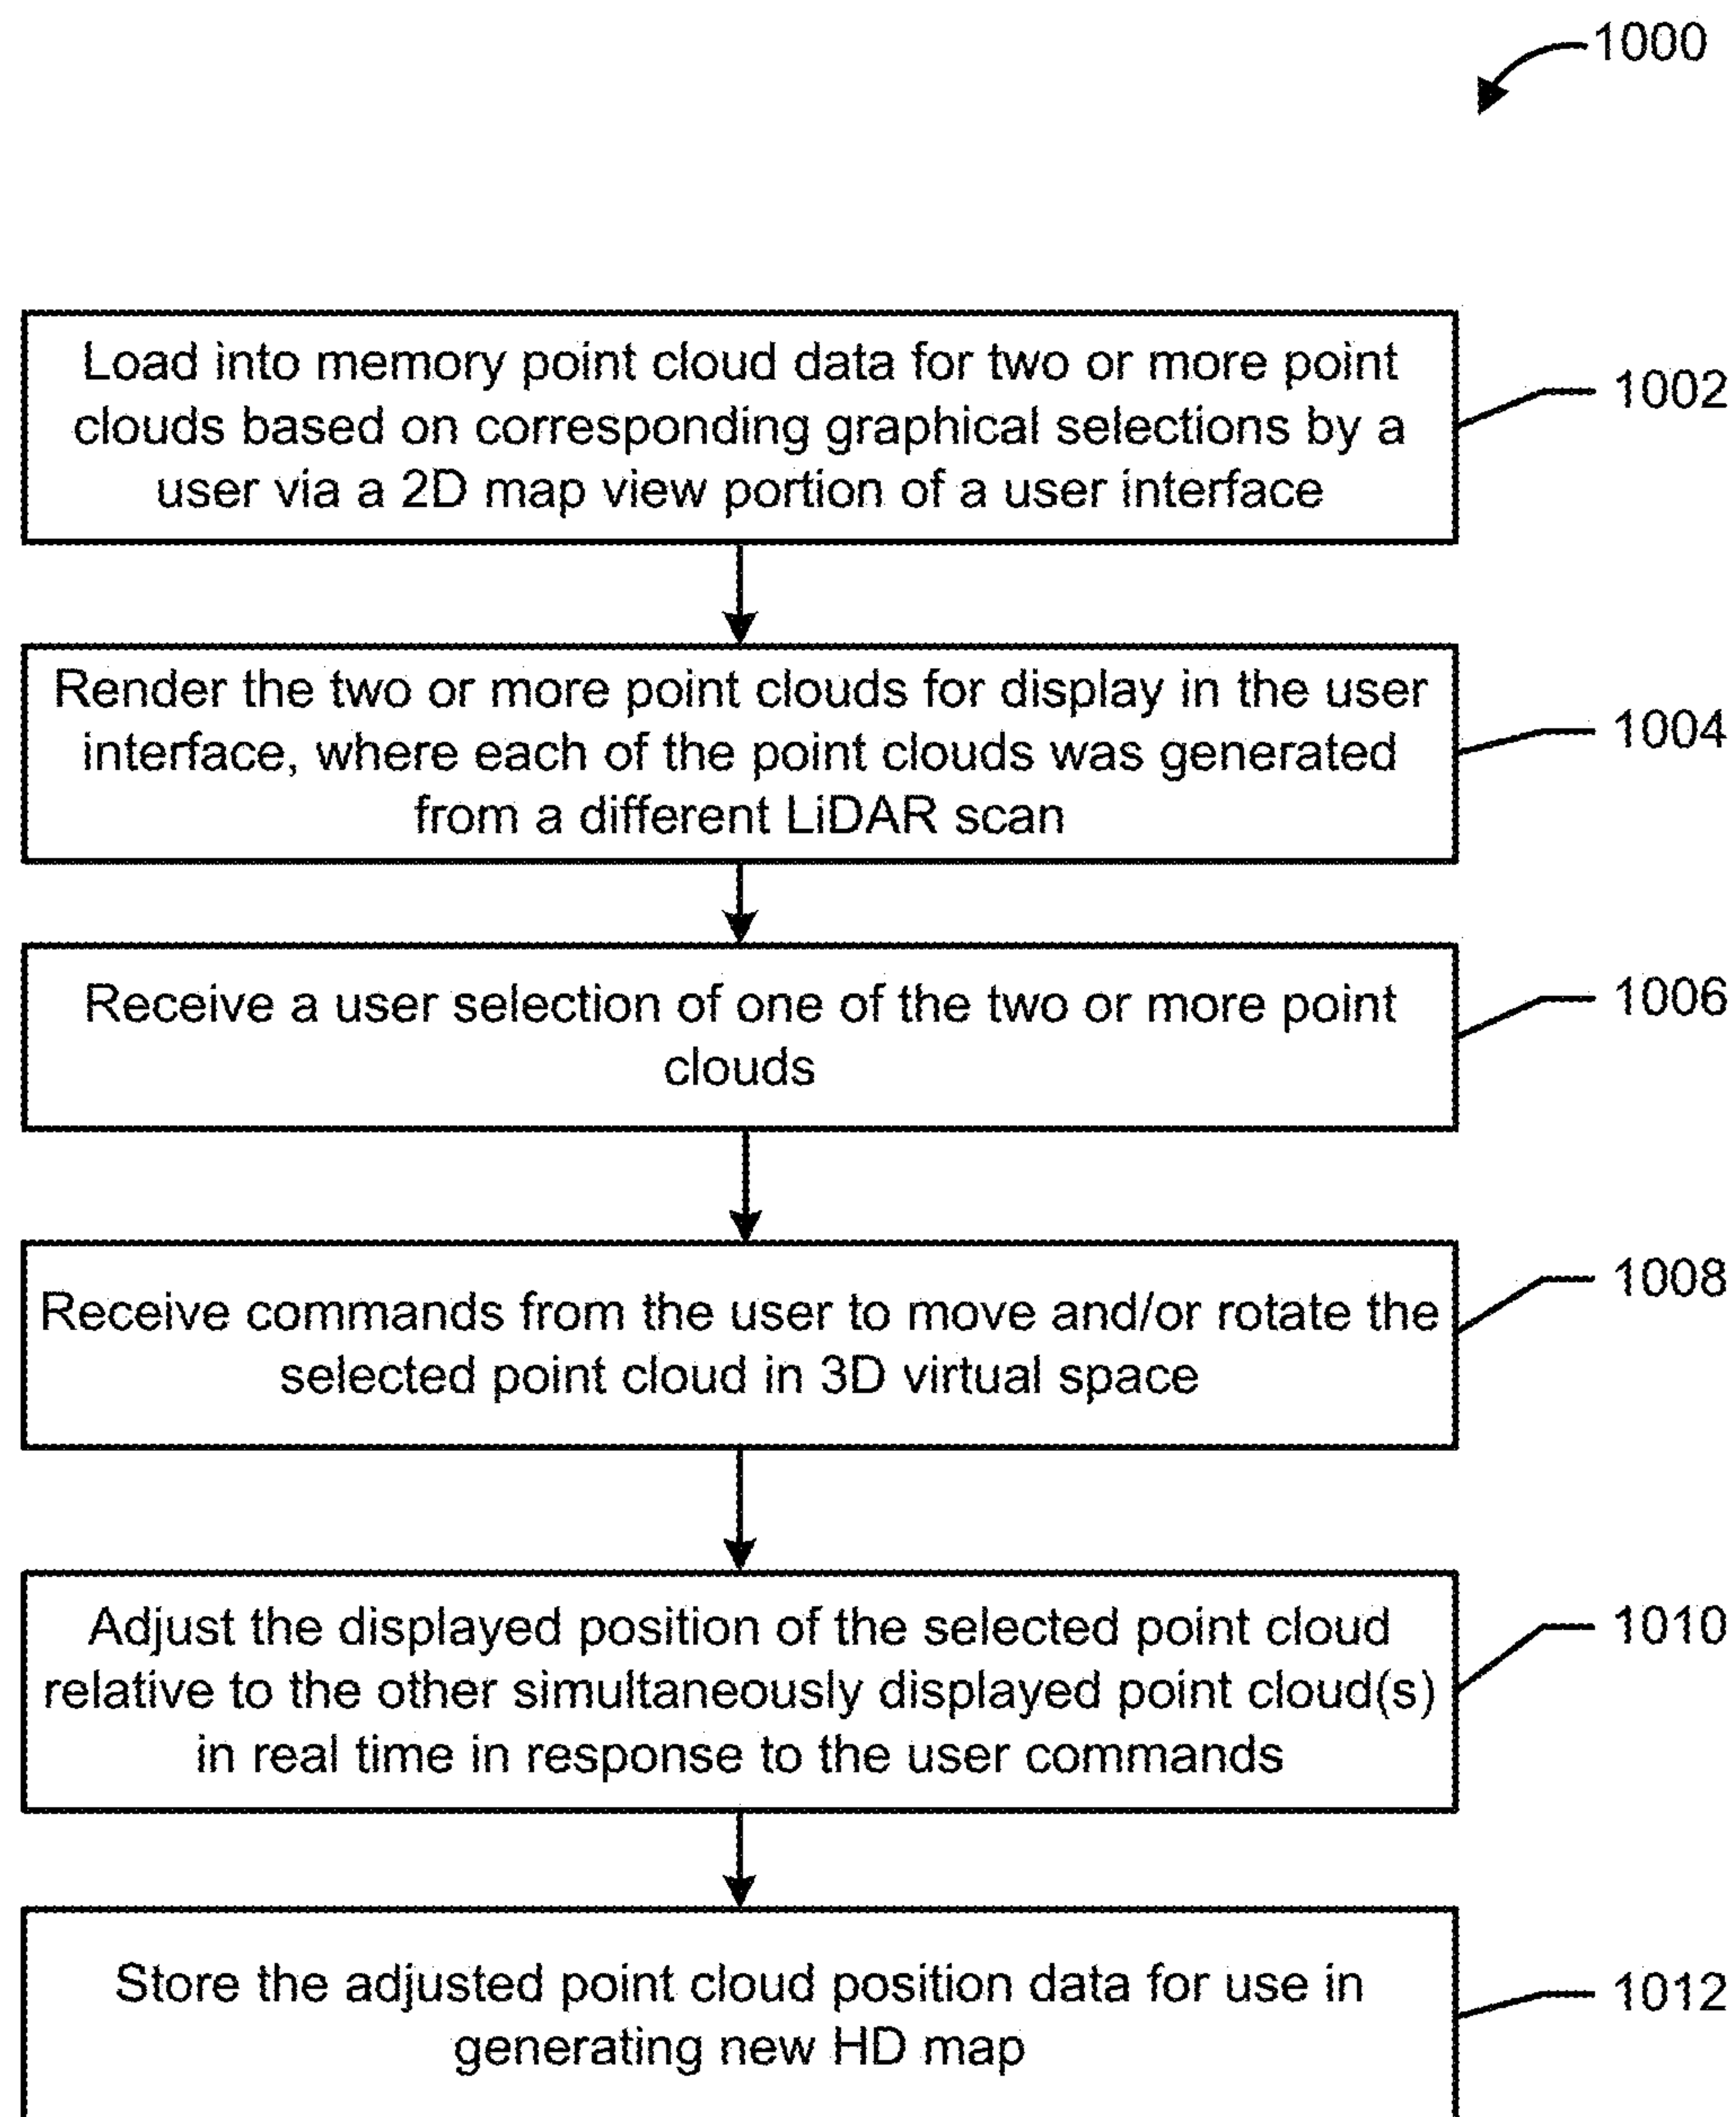 1000
Load into memory point cloud data for two or more point
clouds based on corresponding graphical selections by a
user via a 2D map view portion of a user interface
1002
Render the two or more point clouds for display in the user
interface, where each of the point clouds was generated
from a different LiDAR scan
1004
Receive a user selection of one of the two or more point
clouds
1006
Receive commands from the user to move and/or rotate the
selected point cloud in 3D virtual space
1008
Adjust the displayed position of the selected point cloud
relative to the other simultaneously displayed point cloud(s)
in real time in response to the user commands
1010
Store the adjusted point cloud position data for use in
generating new HD map
1012